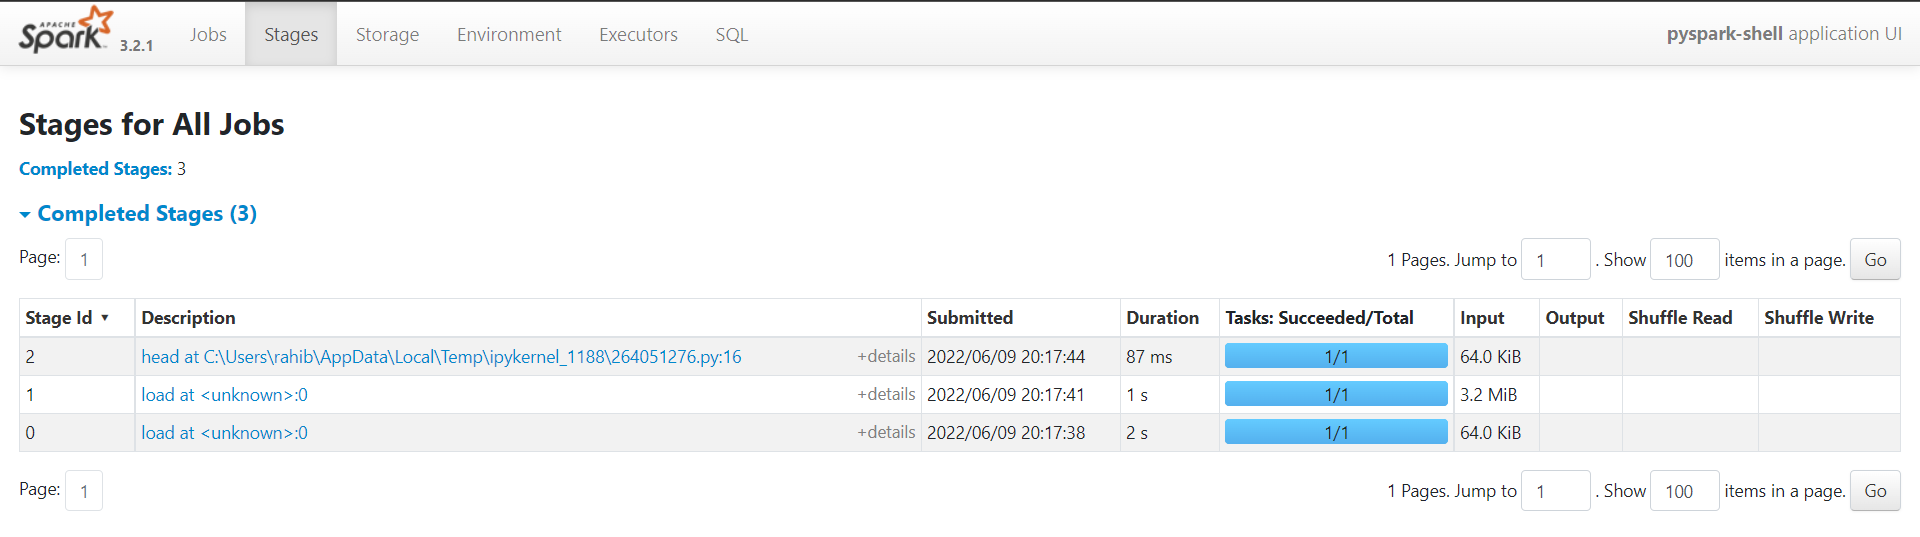 APACHE Spark 3.2.1 Jobs Stages Storage Environment Executors SQL pyspark-shell application UI
Stages for All Jobs
Completed Stages: 3
Completed Stages (3)
Page: 1 1 Pages. Jump to 1 . Show 100 items in a page. Go
Stage Id ▾ Description Submitted Duration Tasks: Succeeded/Total Input Output Shuffle Read Shuffle Write
2 head at C:\Users\rahib\AppData\Local\Temp\ipykernel_1188\264051276.py:16 +details 2022/06/09 20:17:44 87 ms 1/1 64.0 KiB
1 load at <unknown>:0 +details 2022/06/09 20:17:41 1 s 1/1 3.2 MiB
0 load at <unknown>:0 +details 2022/06/09 20:17:38 2 s 1/1 64.0 KiB
Page: 1 1 Pages. Jump to 1 . Show 100 items in a page. Go